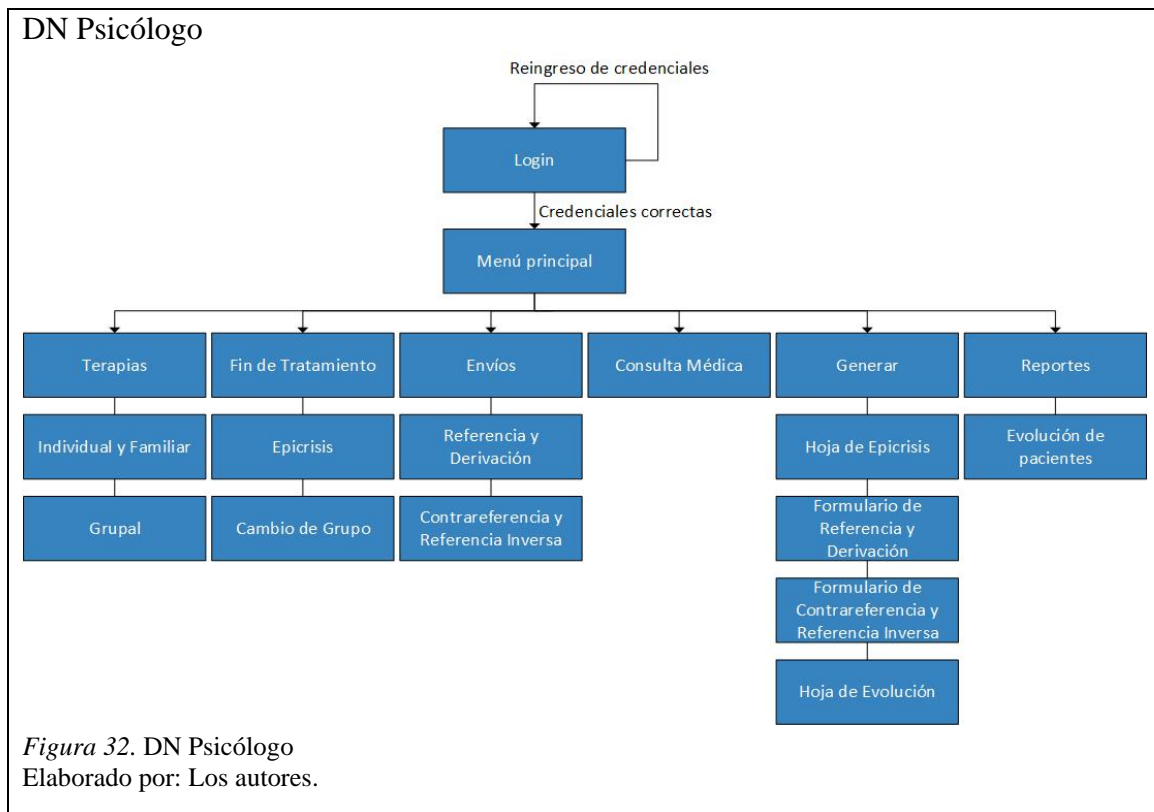 DN Psicólogo
Reingreso de credenciales
Login
Credenciales correctas
Menú principal
Terapias
Fin de Tratamiento
Envíos
Consulta Médica
Generar
Reportes
Individual y Familiar
Epicrisis
Referencia y
Derivación
Hoja de Epicrisis
Evolución de
pacientes
Grupal
Cambio de Grupo
Contrareferencia y
Referencia Inversa
Formulario de
Referencia y
Derivación
Formulario de
Contrareferencia y
Referencia Inversa
Hoja de Evolución
Figura 32. DN Psicólogo
Elaborado por: Los autores.